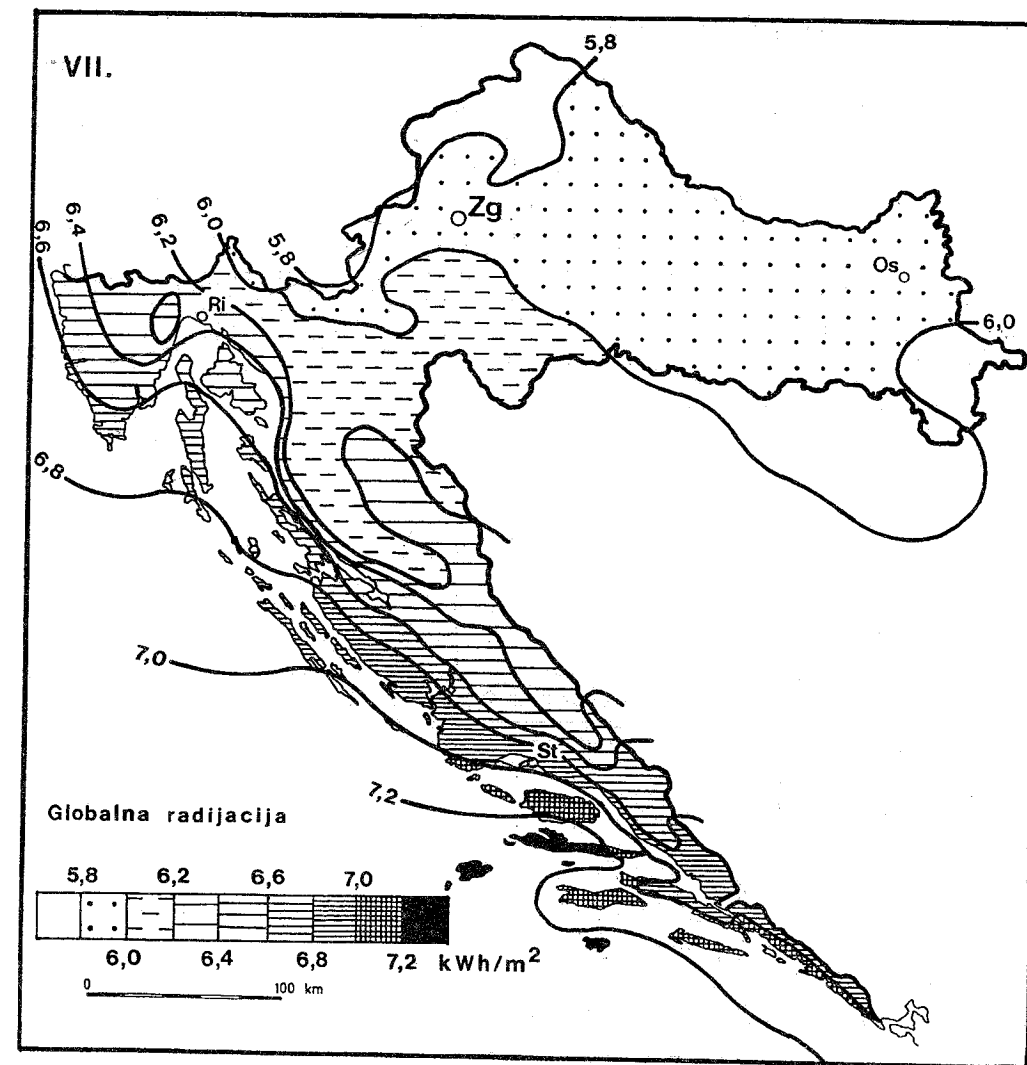 VII.
5,8
Zg
6,0
6,2
6,4
6,6
5,8
Ri
Os
6,0
6,8
7,0
St
7,2
Globalna radijacija
5,8 6,2 6,6 7,0
6,0 6,4 6,8 7,2 kWh/m²
0 100 km